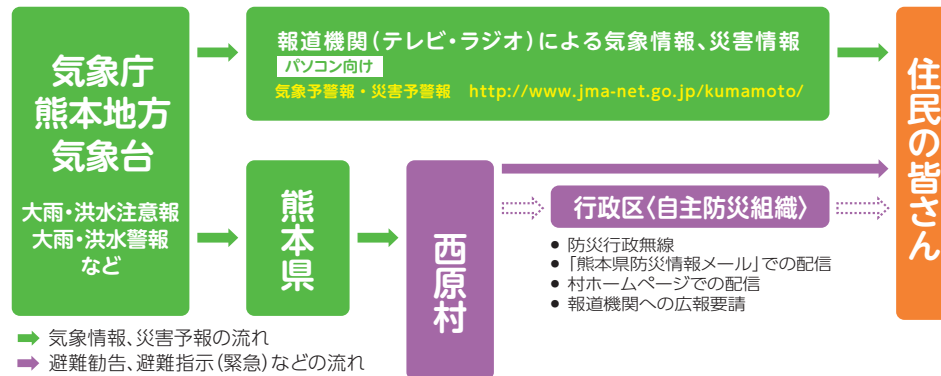 気象庁
熊本地方
気象台
大雨・洪水注意報
大雨・洪水警報
など
報道機関(テレビ・ラジオ)による気象情報、災害情報
パソコン向け
気象予警報・災害予警報 http://www.jma-net.go.jp/kumamoto/
熊本県
西原村
行政区〈自主防災組織〉
● 防災行政無線
● 「熊本県防災情報メール」での配信
● 村ホームページでの配信
● 報道機関への広報要請
住民の皆さん
➡ 気象情報、災害予報の流れ
➡ 避難勧告、避難指示(緊急)などの流れ